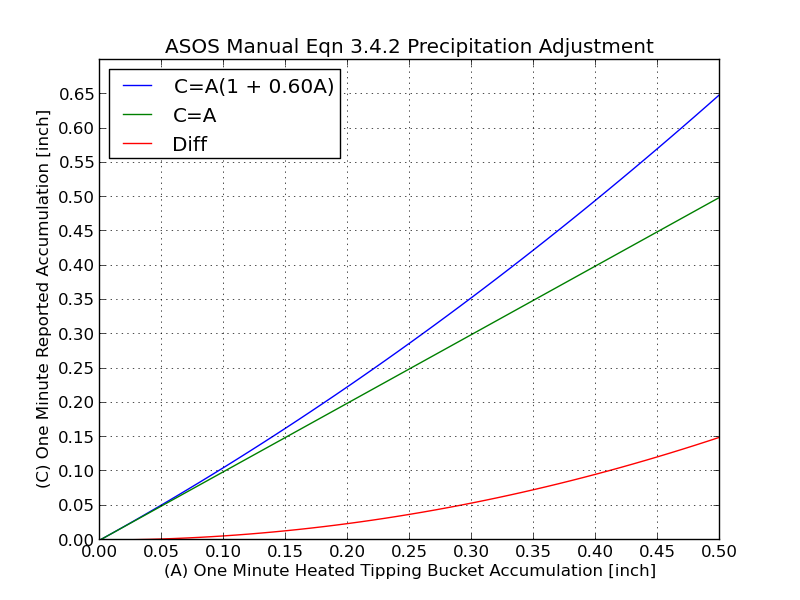 ASOS Manual Eqn 3.4.2 Precipitation Adjustment
C=A(1 + 0.60A)
C=A
Diff
(C) One Minute Reported Accumulation [inch]
0.65
0.60
0.55
0.50
0.45
0.40
0.35
0.30
0.25
0.20
0.15
0.10
0.05
0.00
0.00 0.05 0.10 0.15 0.20 0.25 0.30 0.35 0.40 0.45 0.50
(A) One Minute Heated Tipping Bucket Accumulation [inch]